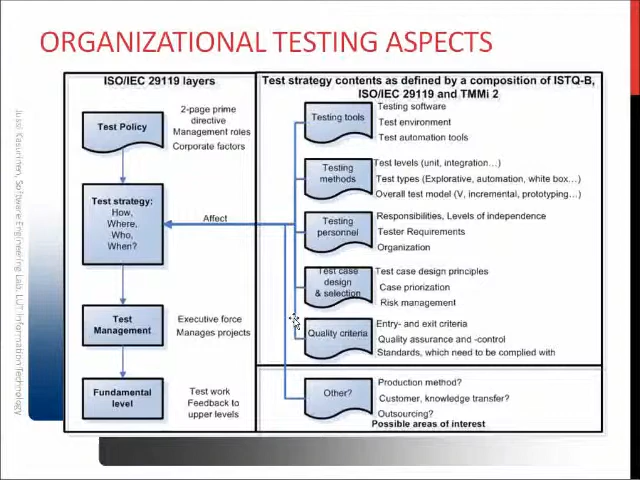 ORGANIZATIONAL TESTING ASPECTS
Jussi Kasurinen, Software Engineering Lab, LUT Information Technology
ISO/IEC 29119 layers
Test Policy
2-page prime
directive
Management roles
Corporate factors
Test strategy:
How,
Where,
Who,
When?
Affect
Test
Management
Executive force
Manages projects
Fundamental
level
Test work
Feedback to
upper levels
Test strategy contents as defined by a composition of ISTQ-B,
ISO/IEC 29119 and TMMi 2
Testing tools
Testing software
Test environment
Test automation tools
Testing
methods
Test levels (unit, integration…)
Test types (Explorative, automation, white box…)
Overall test model (V, incremental, prototyping…)
Testing
personnel
Responsibilities, Levels of independence
Tester Requirements
Organization
Test case
design
& selection
Test case design principles
Case priorization
Risk management
Quality criteria
Entry- and exit criteria
Quality assurance and -control
Standards, which need to be complied with
Other?
Production method?
Customer, knowledge transfer?
Outsourcing?
Possible areas of interest